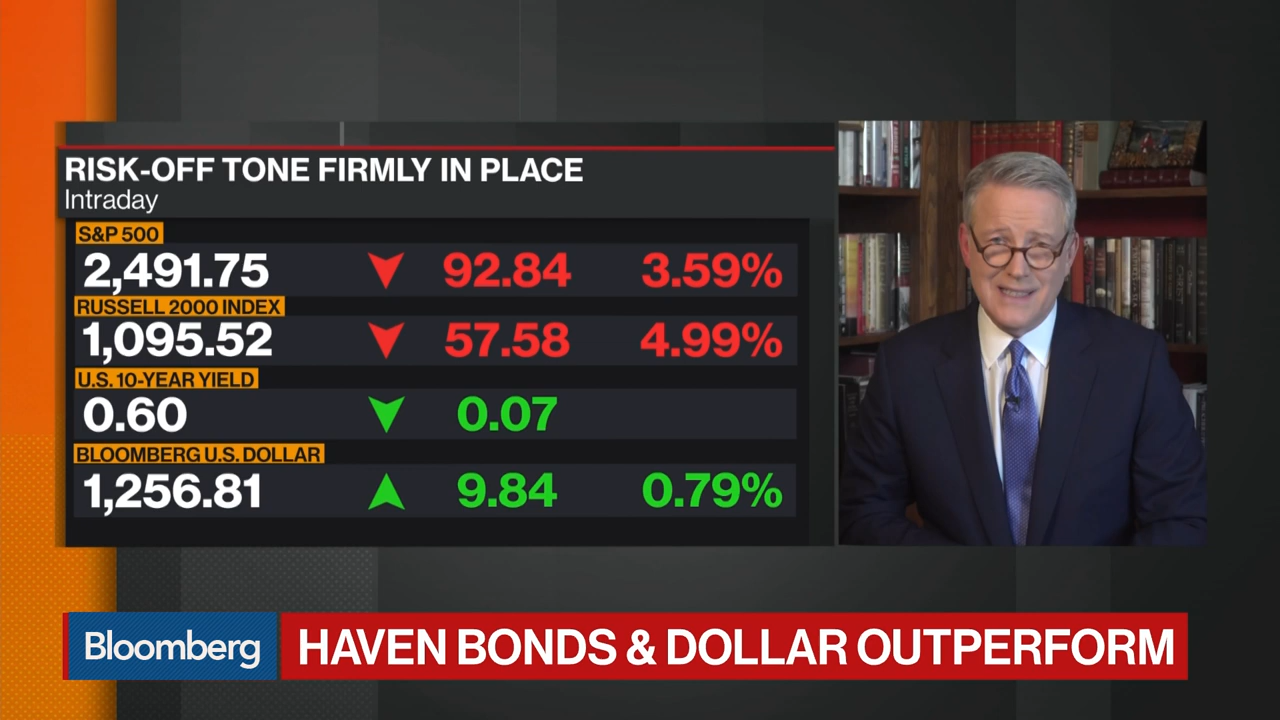 RISK-OFF TONE FIRMLY IN PLACE
Intraday
S&P 500
2,491.75 92.84 3.59%
RUSSELL 2000 INDEX
1,095.52 57.58 4.99%
U.S. 10-YEAR YIELD
0.60 0.07
BLOOMBERG U.S. DOLLAR
1,256.81 9.84 0.79%
Bloomberg HAVEN BONDS & DOLLAR OUTPERFORM